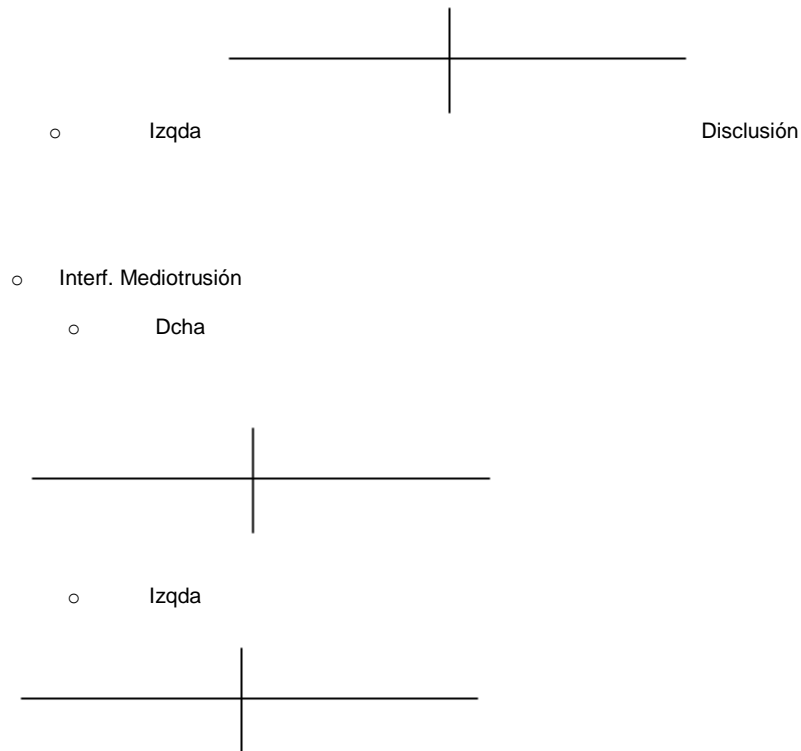 ○ Izqda Disclusión
○ Interf. Mediotrusión
○ Dcha
○ Izqda